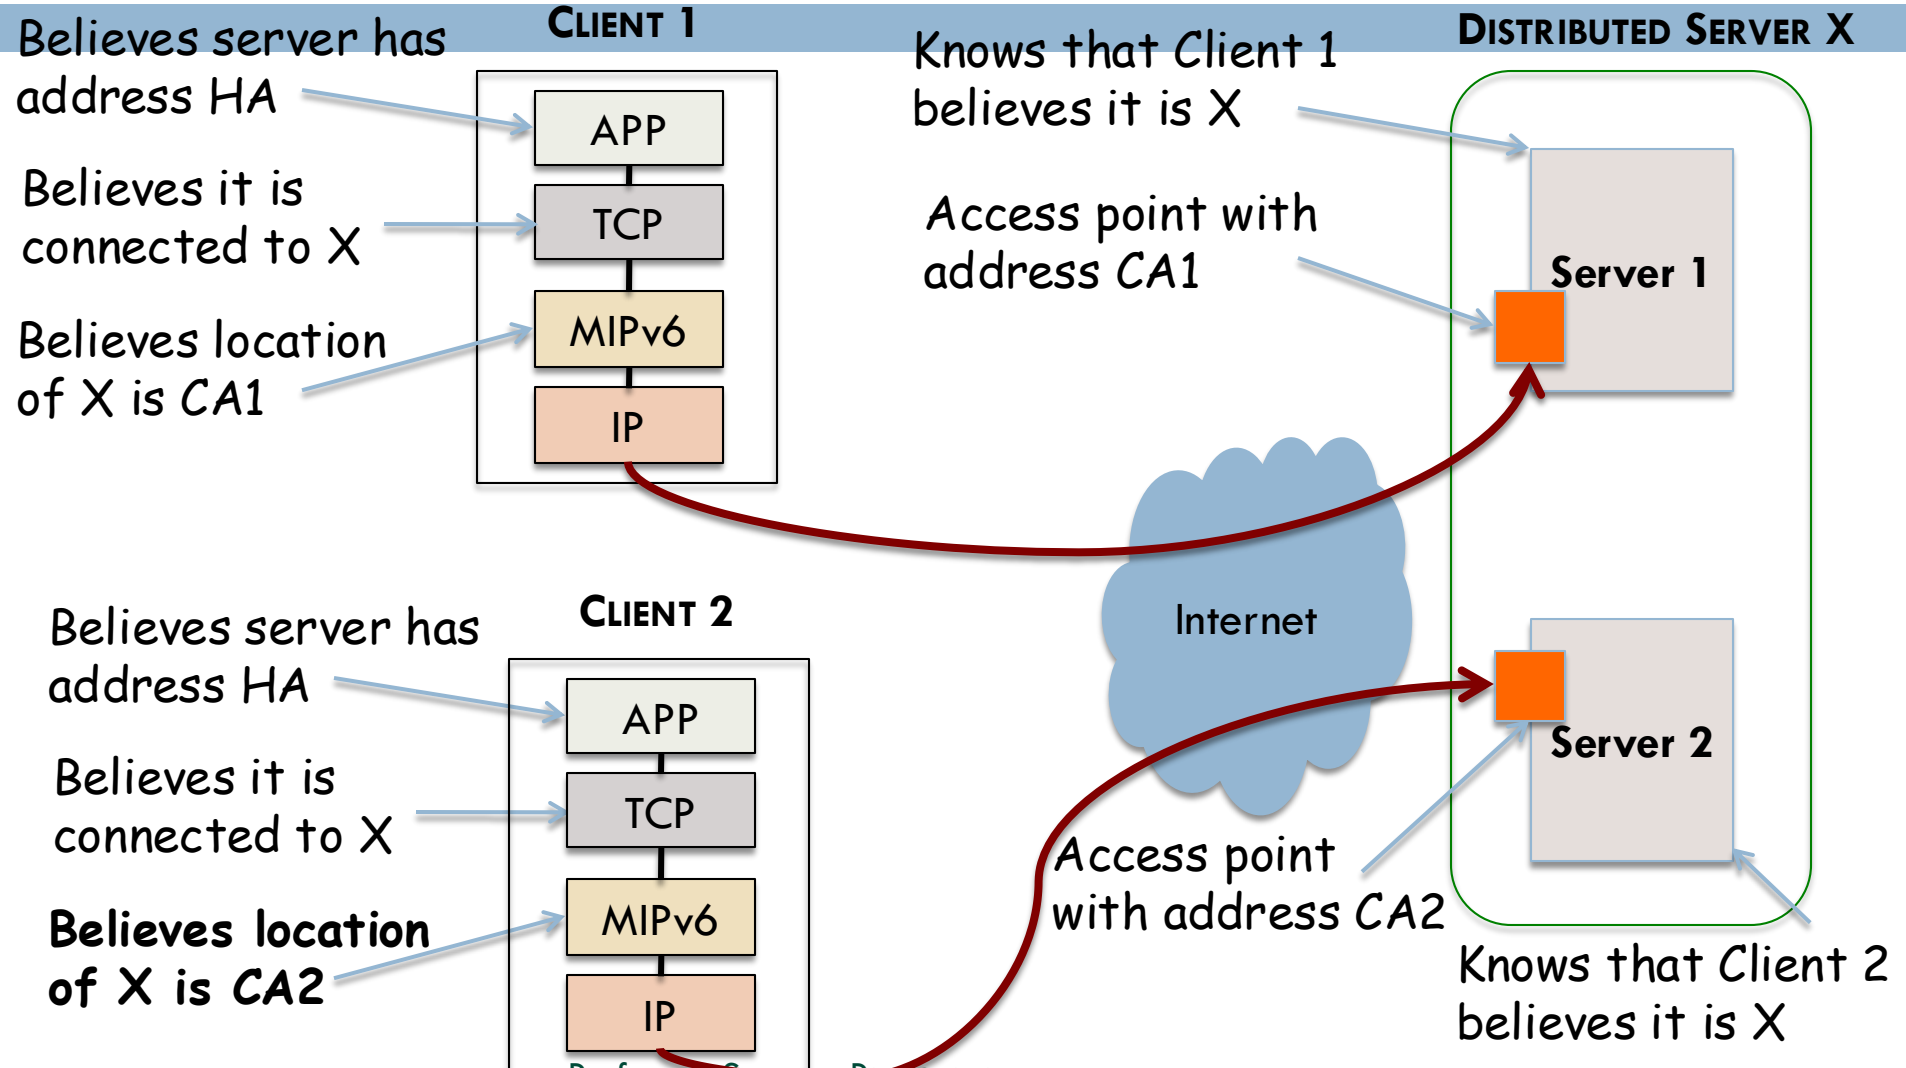 CLIENT 1
DISTRIBUTED SERVER X
Believes server has
address HA
Believes it is
connected to X
Believes location
of X is CA1
APP
TCP
MIPv6
IP
Knows that Client 1
believes it is X
Access point with
address CA1
Server 1
Internet
CLIENT 2
Believes server has
address HA
Believes it is
connected to X
Believes location
of X is CA2
APP
TCP
MIPv6
IP
Server 2
Access point
with address CA2
Knows that Client 2
believes it is X